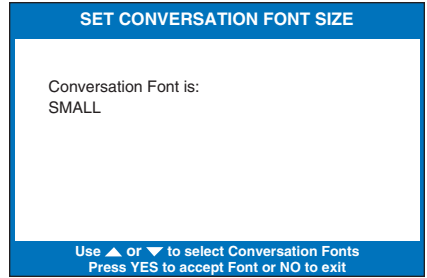 SET CONVERSATION FONT SIZE
Conversation Font is:
SMALL
Use ▲ or ▼ to select Conversation Fonts
Press YES to accept Font or NO to exit